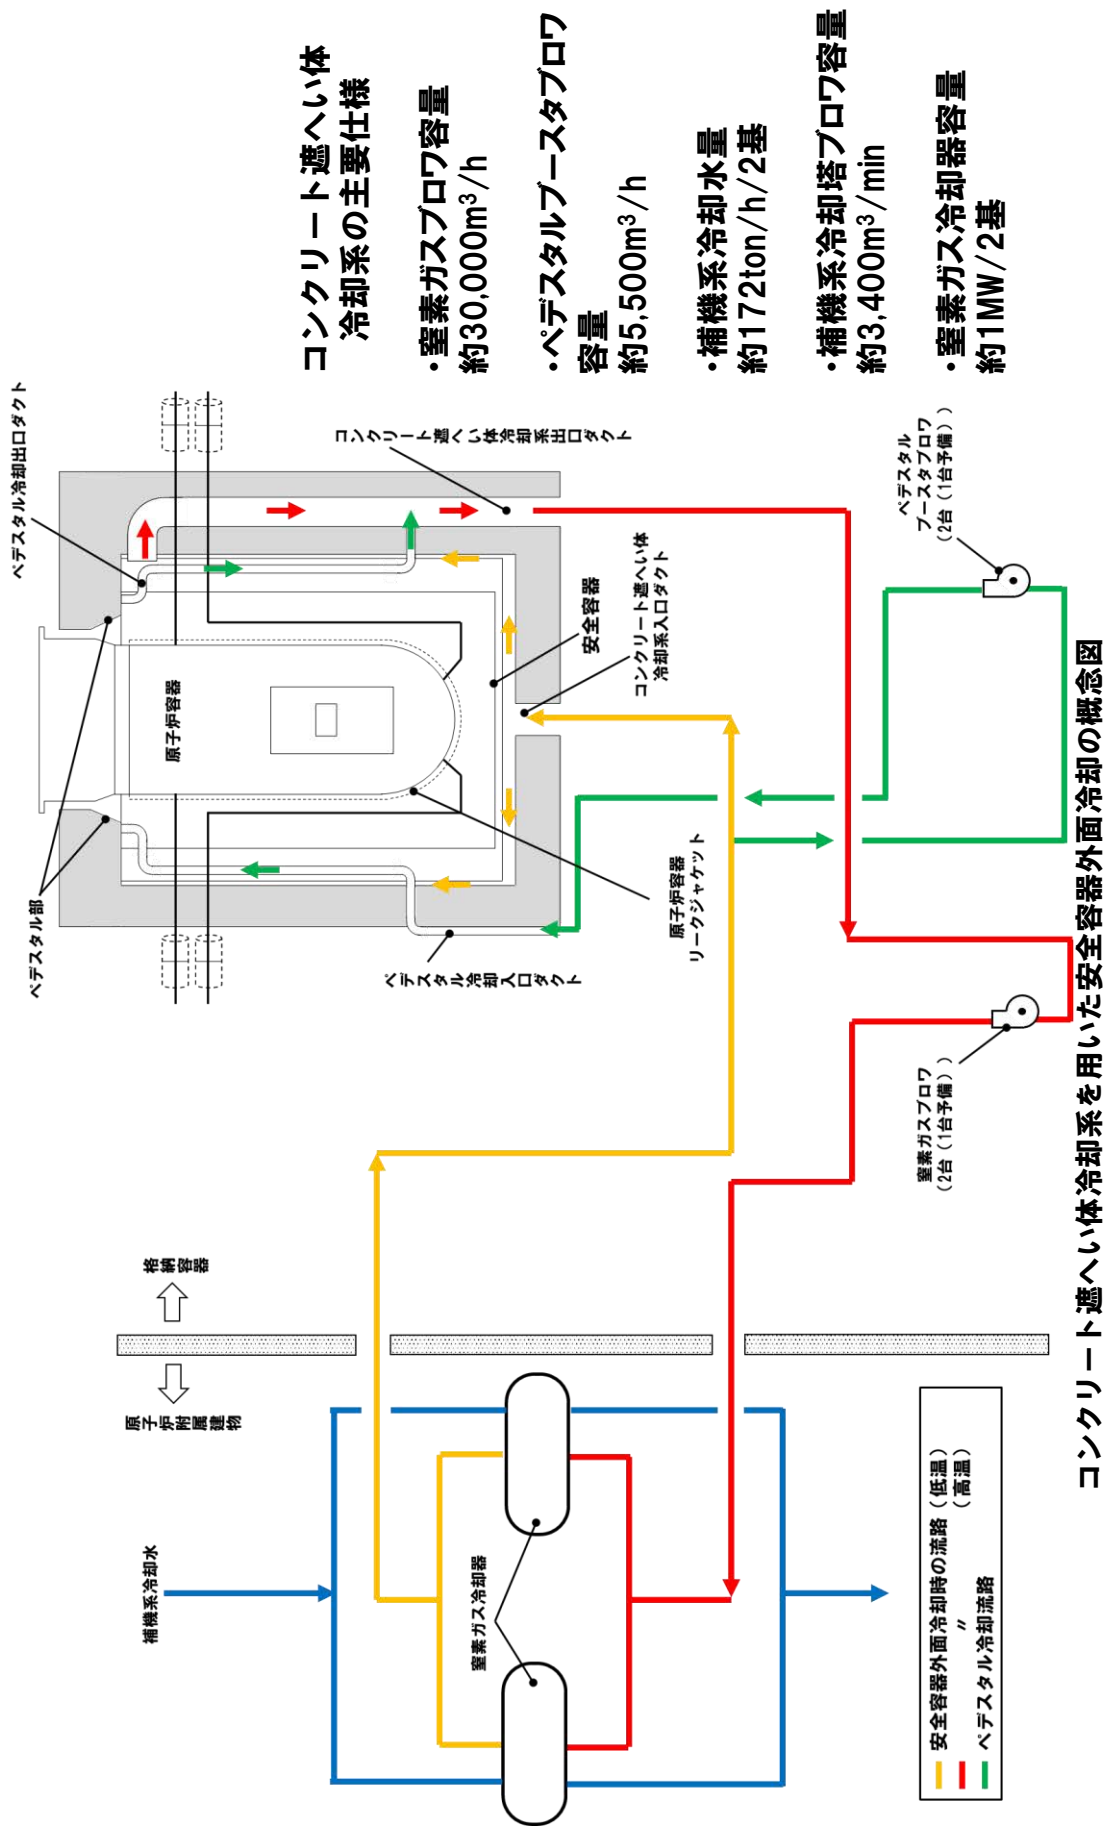 コンクリート遮へい体
冷却系の主要仕様
・窒素ガスブロワ容量
約30,000m³/h
・ペデスタルブースタブロワ
容量
約5,500m³/h
・補機系冷却水量
約172ton/h/2基
・補機系冷却塔ブロワ容量
約3,400m³/min
・窒素ガス冷却器容量
約1MW/2基
ペデスタル冷却出口ダクト
コンクリート遮へい体冷却系出口ダクト
ペデスタル部
原子炉容器
安全容器
コンクリート遮へい体
冷却系入口ダクト
原子炉容器
リークジャケット
ペデスタル冷却入口ダクト
ペデスタル
ブースタブロワ
(2台(1台予備))
窒素ガスブロワ
(2台(1台予備))
格納容器
原子炉附属建物
補機系冷却水
窒素ガス冷却器
安全容器外面冷却時の流路(低温)
〃 (高温)
ペデスタル冷却流路
コンクリート遮へい体冷却系を用いた安全容器外面冷却の概念図